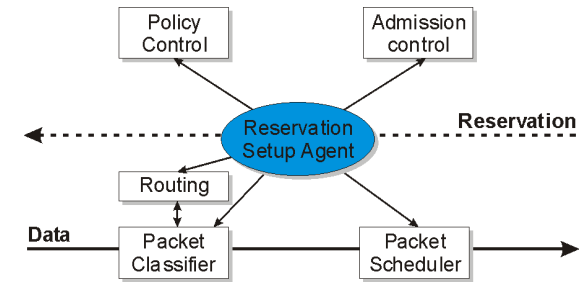 Policy
Control
Admission
control
Reservation
Reservation
Setup Agent
Routing
Data
Packet
Classifier
Packet
Scheduler